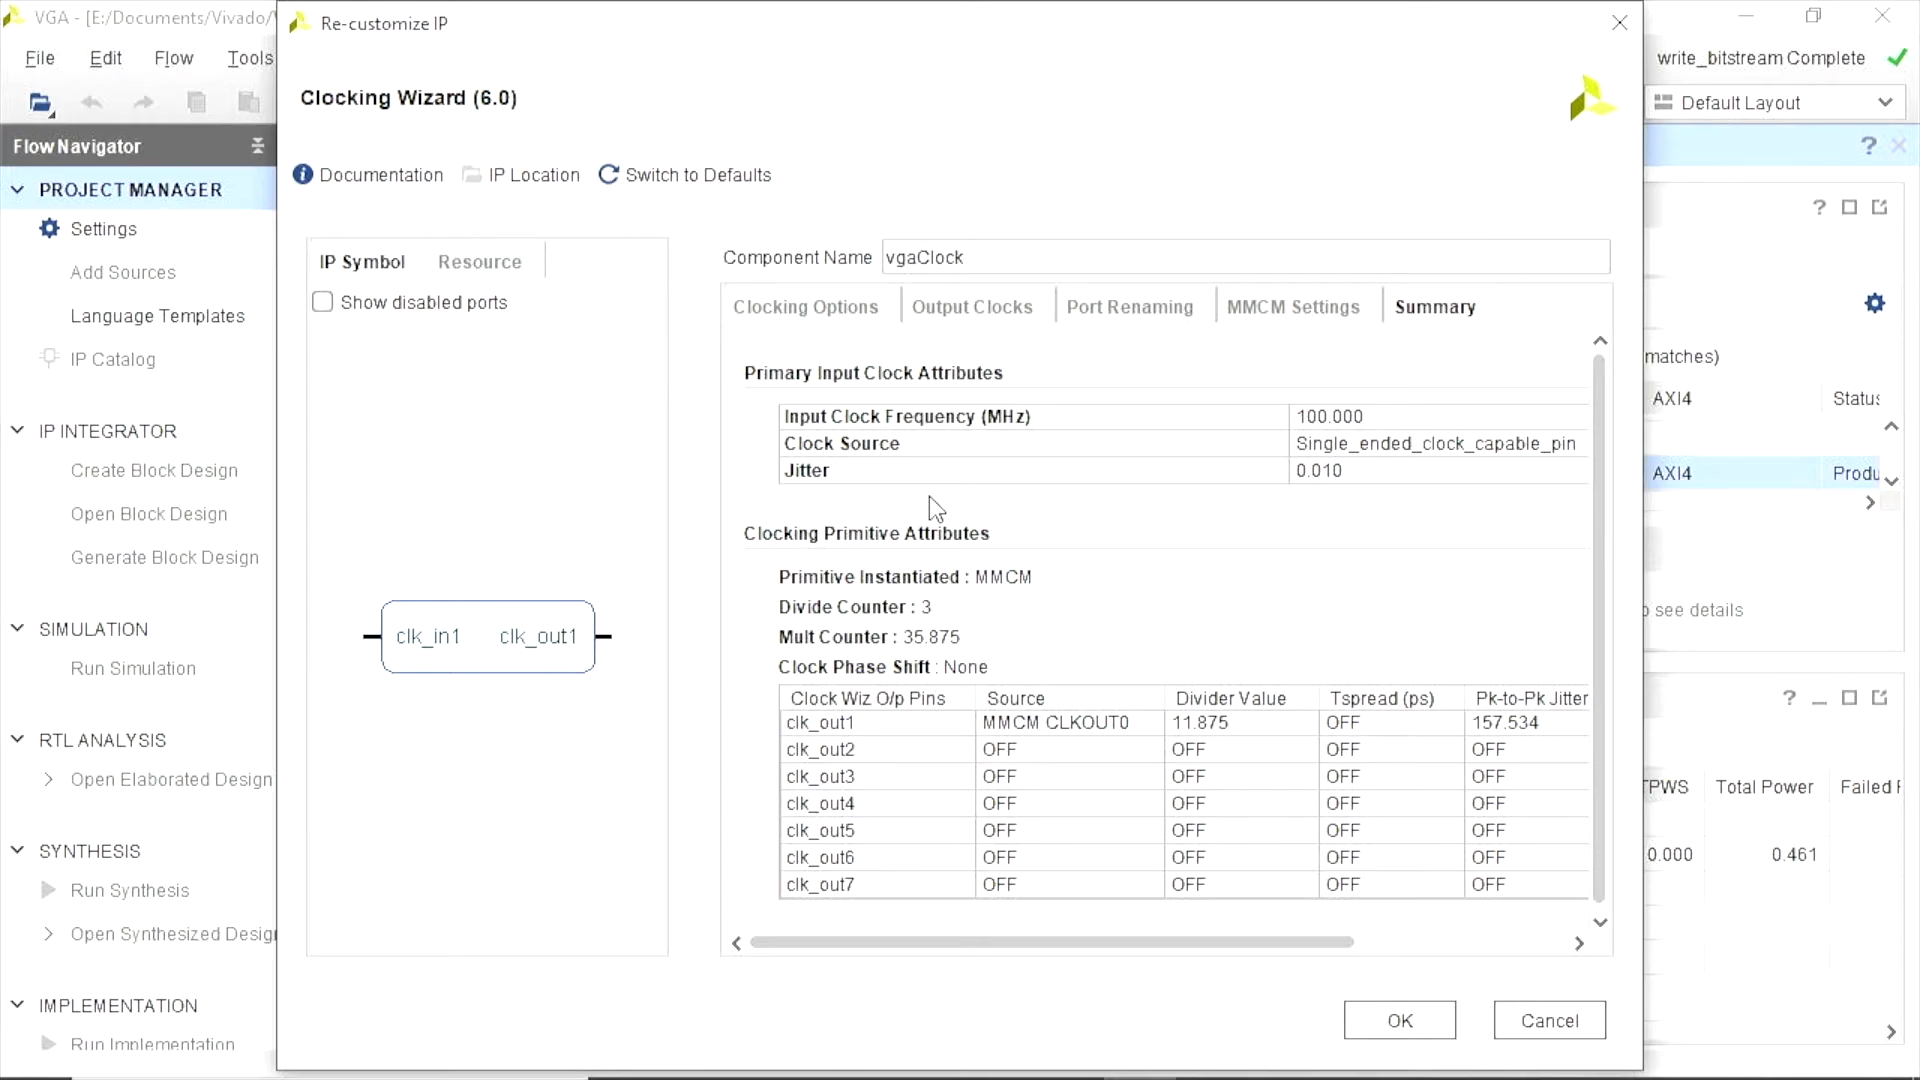 VGA - [E:/Documents/Vivado/
Re-customize IP
File Edit Flow Tools
write_bitstream Complete
Clocking Wizard (6.0)
Default Layout
Flow Navigator
Documentation IP Location Switch to Defaults
PROJECT MANAGER
Settings
Add Sources
Language Templates
IP Catalog
IP INTEGRATOR
Create Block Design
Open Block Design
Generate Block Design
SIMULATION
Run Simulation
RTL ANALYSIS
Open Elaborated Design
SYNTHESIS
Run Synthesis
Open Synthesized Desig
IMPLEMENTATION
Run Implementation
IP Symbol Resource
Show disabled ports
clk_in1 clk_out1
Component Name vgaClock
Clocking Options Output Clocks Port Renaming MMCM Settings Summary
Primary Input Clock Attributes
Input Clock Frequency (MHz) 100.000
Clock Source Single_ended_clock_capable_pin
Jitter 0.010
Clocking Primitive Attributes
Primitive Instantiated : MMCM
Divide Counter : 3
Mult Counter : 35.875
Clock Phase Shift : None
Clock Wiz O/p Pins Source Divider Value Tspread (ps) Pk-to-Pk Jitter
clk_out1 MMCM CLKOUT0 11.875 OFF 157.534
clk_out2 OFF OFF OFF OFF
clk_out3 OFF OFF OFF OFF
clk_out4 OFF OFF OFF OFF
clk_out5 OFF OFF OFF OFF
clk_out6 OFF OFF OFF OFF
clk_out7 OFF OFF OFF OFF
OK Cancel
matches)
AXI4 Status
AXI4 Produ
see details
TPWS Total Power Failed
0.000 0.461